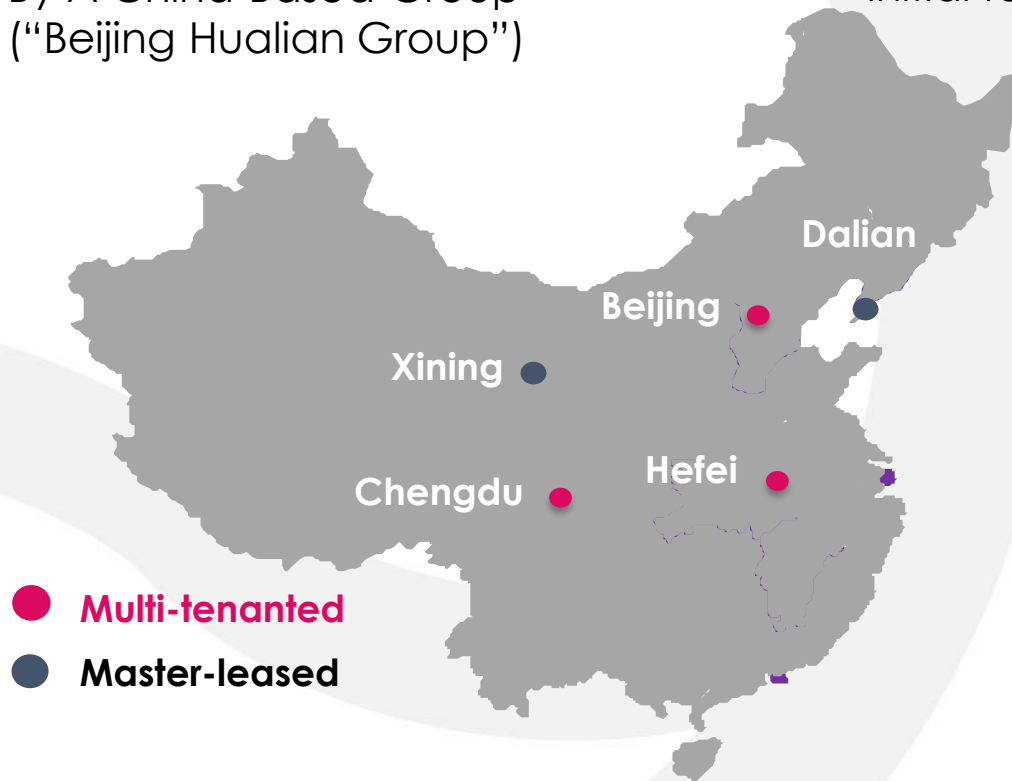 ("Beijing Hualian Group")
Dalian
Beijing
Xining
Hefei
Chengdu
Multi-tenanted
Master-leased